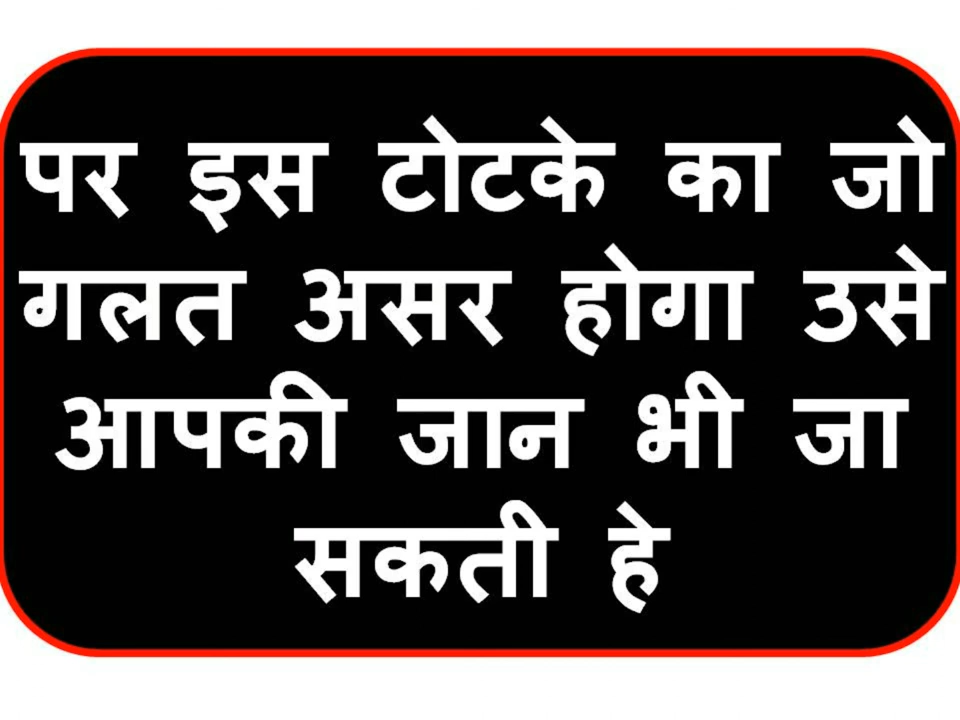 पर इस टोटके का जो
गलत असर होगा उसे
आपकी जान भी जा
सकती हे